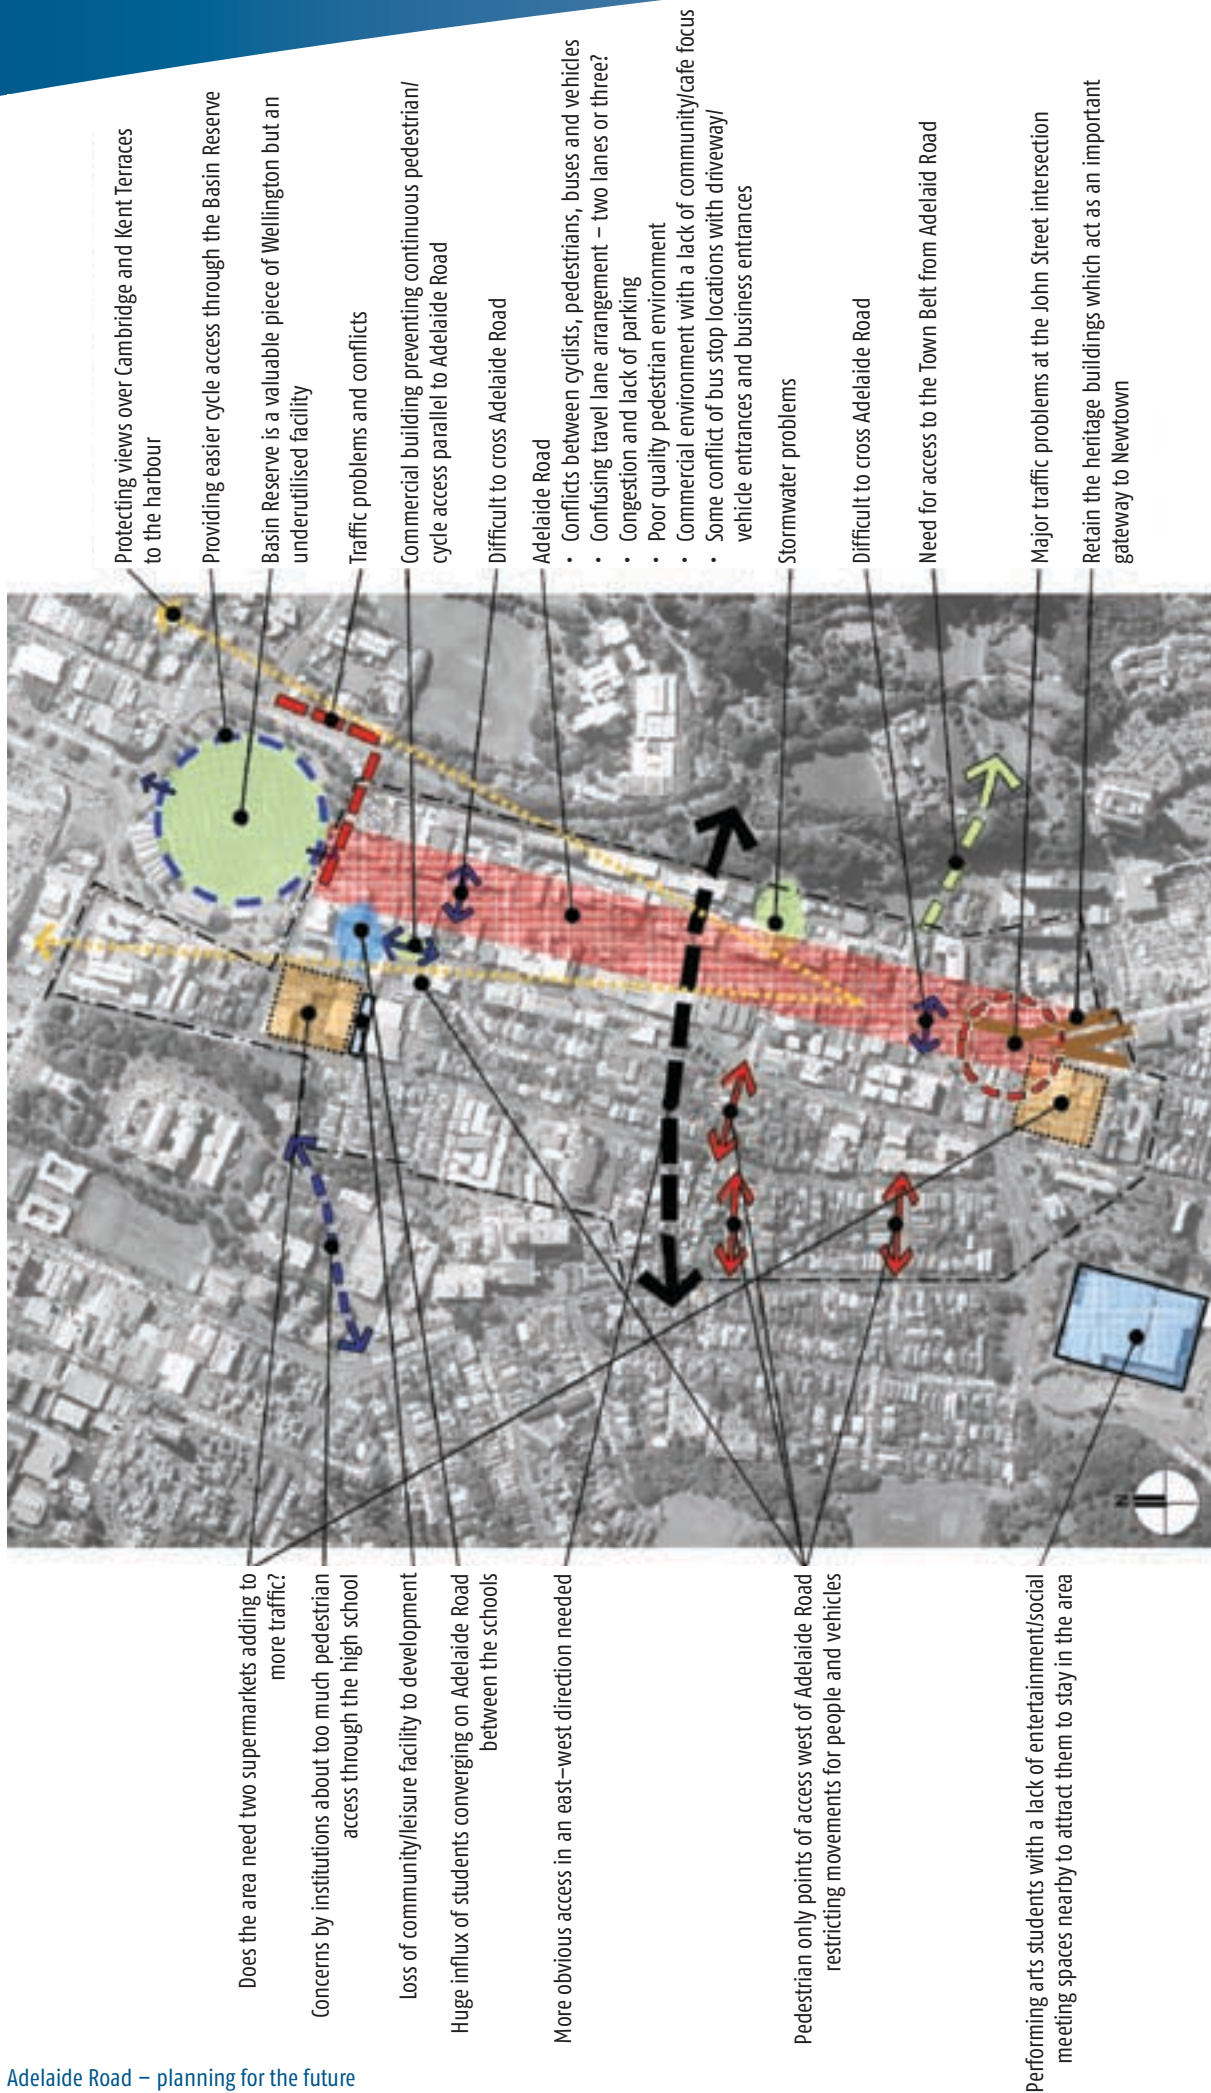 Protecting views over Cambridge and Kent Terraces
to the harbour
Providing easier cycle access through the Basin Reserve
Basin Reserve is a valuable piece of Wellington but an
underutilised facility
Traffic problems and conflicts
Commercial building preventing continuous pedestrian/
cycle access parallel to Adelaide Road
Difficult to cross Adelaide Road
Adelaide Road
• Conflicts between cyclists, pedestrians, buses and vehicles
• Confusing travel lane arrangement – two lanes or three?
• Congestion and lack of parking
• Poor quality pedestrian environment
• Commercial environment with a lack of community/cafe focus
• Some conflict of bus stop locations with driveway/
vehicle entrances and business entrances
Stormwater problems
Difficult to cross Adelaide Road
Need for access to the Town Belt from Adelaid Road
Major traffic problems at the John Street intersection
Retain the heritage buildings which act as an important
gateway to Newtown
N
Does the area need two supermarkets adding to
more traffic?
Concerns by institutions about too much pedestrian
access through the high school
Loss of community/leisure facility to development
Huge influx of students converging on Adelaide Road
between the schools
More obvious access in an east–west direction needed
Pedestrian only points of access west of Adelaide Road
restricting movements for people and vehicles
Performing arts students with a lack of entertainment/social
meeting spaces nearby to attract them to stay in the area
Adelaide Road – planning for the future